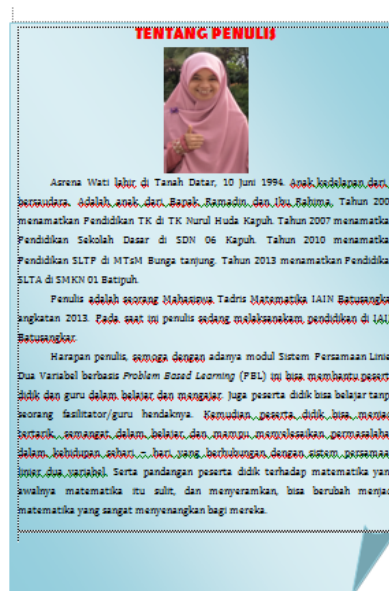 TENTANG PENULIS
Asrena Wati lahir di Tanah Datar, 10 Juni 1994. Anak kedelapan dari
bersaudara. Adalah anak dari Bapak Ramadin dan Ibu Rahima. Tahun 200
menamatkan Pendidikan TK di TK Nurul Huda Kapuh. Tahun 2007 menamatka
Pendidikan Sekolah Dasar di SDN 06 Kapuh. Tahun 2010 menamatka
Pendidikan SLTP di MTsM Bunga tanjung. Tahun 2013 menamatkan Pendidika
SLTA di SMKN 01 Batipuh.
Penulis adalah seorang Mahasiswa Tadris Matematika IAIN Batusangka
angkatan 2013. Pada saat ini penulis sedang melaksanakam pendidikan di IAI
Batusangkar.
Harapan penulis, semoga dengan adanya modul Sistem Persamaan Linie
Dua Variabel berbasis Problem Based Learning (PBL) ini bisa membantu pesert
didik dan guru dalam belajar dan mengajar. Juga peserta didik bisa belajar tanp
seorang fasilitator/guru hendaknya. Kemudian peserta didik bisa menjad
tertarik, semangat dalam belajar dan mampu menyelesaikan permasalaha
dalam kehidupan sehari – hari yang berhubungan dengan sistem persamaa
linier dua variabel. Serta pandangan peserta didik terhadap matematika yan
awalnya matematika itu sulit, dan menyeramkan, bisa berubah menjad
matematika yang sangat menyenangkan bagi mereka.